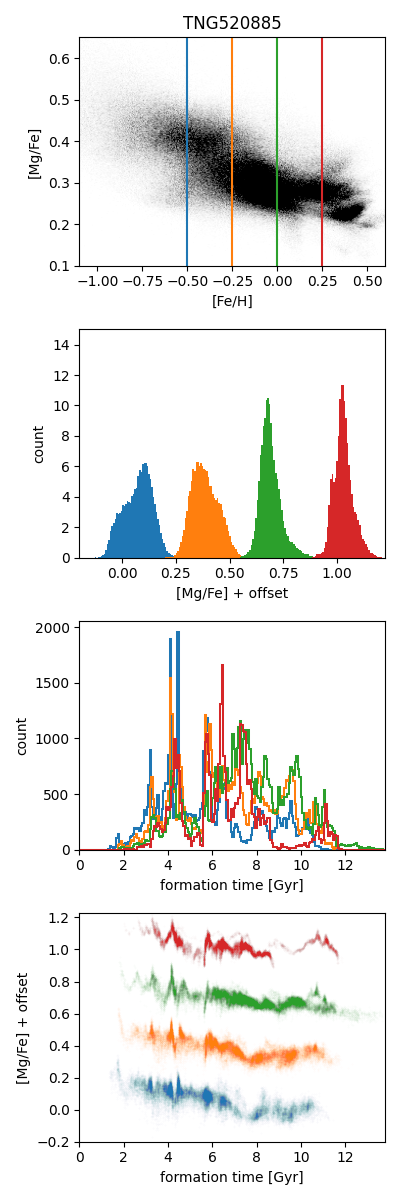 TNG520885
0.6
0.5
0.4
0.3
0.2
0.1
[Mg/Fe]
−1.00 −0.75 −0.50 −0.25 0.00 0.25 0.50
[Fe/H]
14
12
10
8
6
4
2
0
count
0.00 0.25 0.50 0.75 1.00
[Mg/Fe] + offset
2000
1500
1000
500
0
count
0 2 4 6 8 10 12
formation time [Gyr]
1.2
1.0
0.8
0.6
0.4
0.2
0.0
−0.2
[Mg/Fe] + offset
0 2 4 6 8 10 12
formation time [Gyr]